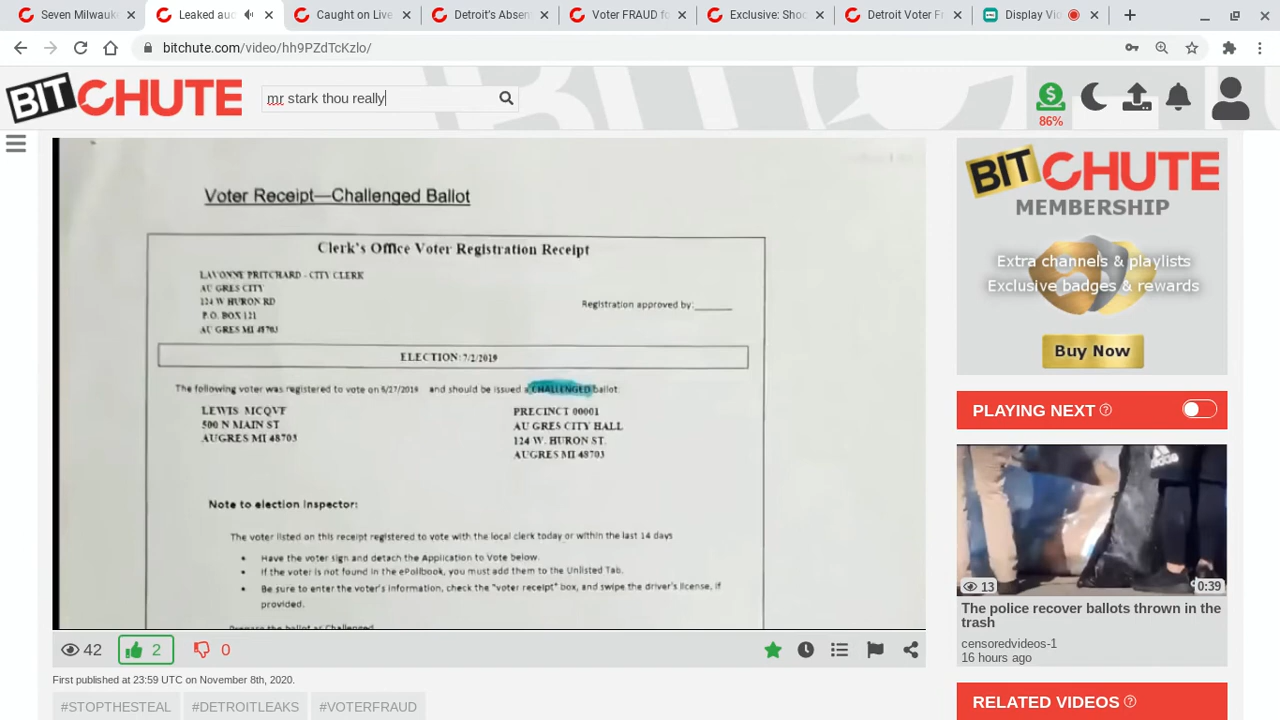 Seven Milwauke
Leaked aud
Caught on Live
Detroit's Absen
Voter FRAUD fo
Exclusive: Shoc
Detroit Voter Fr
Display Vid
bitchute.com/video/hh9PZdTcKzlo/
BITCHUTE
mr stark thou really
86%
Voter Receipt—Challenged Ballot
Clerk's Office Voter Registration Receipt
LAVONNE PRITCHARD - CITY CLERK
AU GRES CITY
124 W HURON RD
P.O. BOX 121
AU GRES MI 48703
Registration approved by:______
ELECTION: 7/2/2019
The following voter was registered to vote on 6/27/2019 and should be issued a CHALLENGED ballot:
LEWIS MCQVF
500 N MAIN ST
AUGRES MI 48703
PRECINCT 00001
AU GRES CITY HALL
124 W. HURON ST.
AUGRES MI 48703
Note to election inspector:
The voter listed on this receipt registered to vote with the local clerk today or within the last 14 days
• Have the voter sign and detach the Application to Vote below.
• If the voter is not found in the ePollbook, you must add them to the Unlisted Tab.
• Be sure to enter the voter's information, check the "voter receipt" box, and swipe the driver's license, if
provided.
Prepare the ballot as Challenged
42
2
0
First published at 23:59 UTC on November 8th, 2020.
#STOPTHESTEAL
#DETROITLEAKS
#VOTERFRAUD
BITCHUTE
MEMBERSHIP
Extra channels & playlists
Exclusive badges & rewards
Buy Now
PLAYING NEXT
13
0:39
The police recover ballots thrown in the
trash
censoredvideos-1
16 hours ago
RELATED VIDEOS